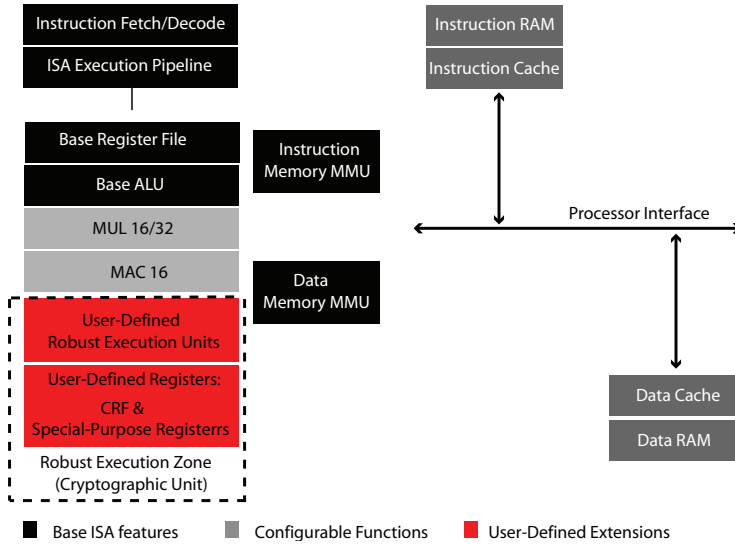 Instruction Fetch/Decode
ISA Execution Pipeline
Base Register File
Base ALU
MUL 16/32
MAC 16
User-Defined
Robust Execution Units
User-Defined Registers:
CRF &
Special-Purpose Registerrs
Robust Execution Zone
(Cryptographic Unit)
Instruction
Memory MMU
Data
Memory MMU
Instruction RAM
Instruction Cache
Processor Interface
Data Cache
Data RAM
Base ISA features
Configurable Functions
User-Defined Extensions